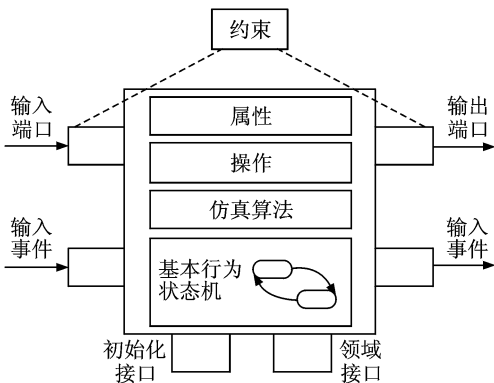 约束
输入
端口
属性
输出
端口
操作
仿真算法
输入
事件
基本行为
状态机
输入
事件
初始化
接口
领域
接口